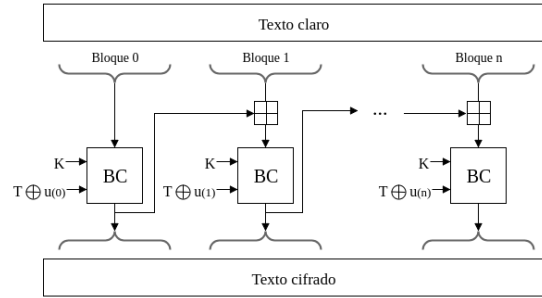 Texto claro
Bloque 0 Bloque 1 Bloque n
...
K K K
BC BC BC
T ⊕ u(0) T ⊕ u(1) T ⊕ u(n)
Texto cifrado